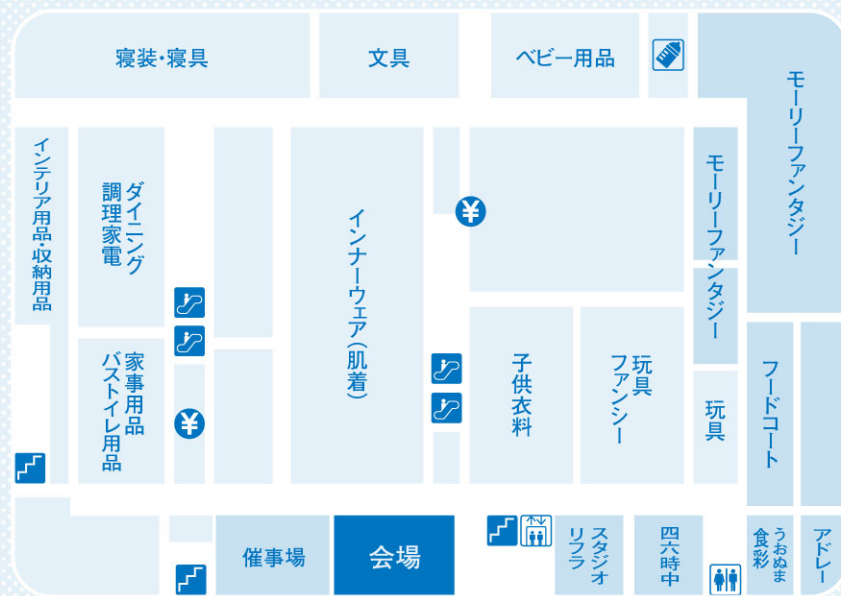 寝装・寝具
文具
ベビー用品
モーリーファンタジー
インテリア用品・収納用品
ダイニング
調理家電
インナーウェア(肌着)
¥
モーリーファンタジー
家事用品
バストイレ用品
¥
子供衣料
玩具
ファンシー
玩具
フードコート
催事場
会場
スタジオ
リフラ
四六時中
うおぬま
食彩
アドレー